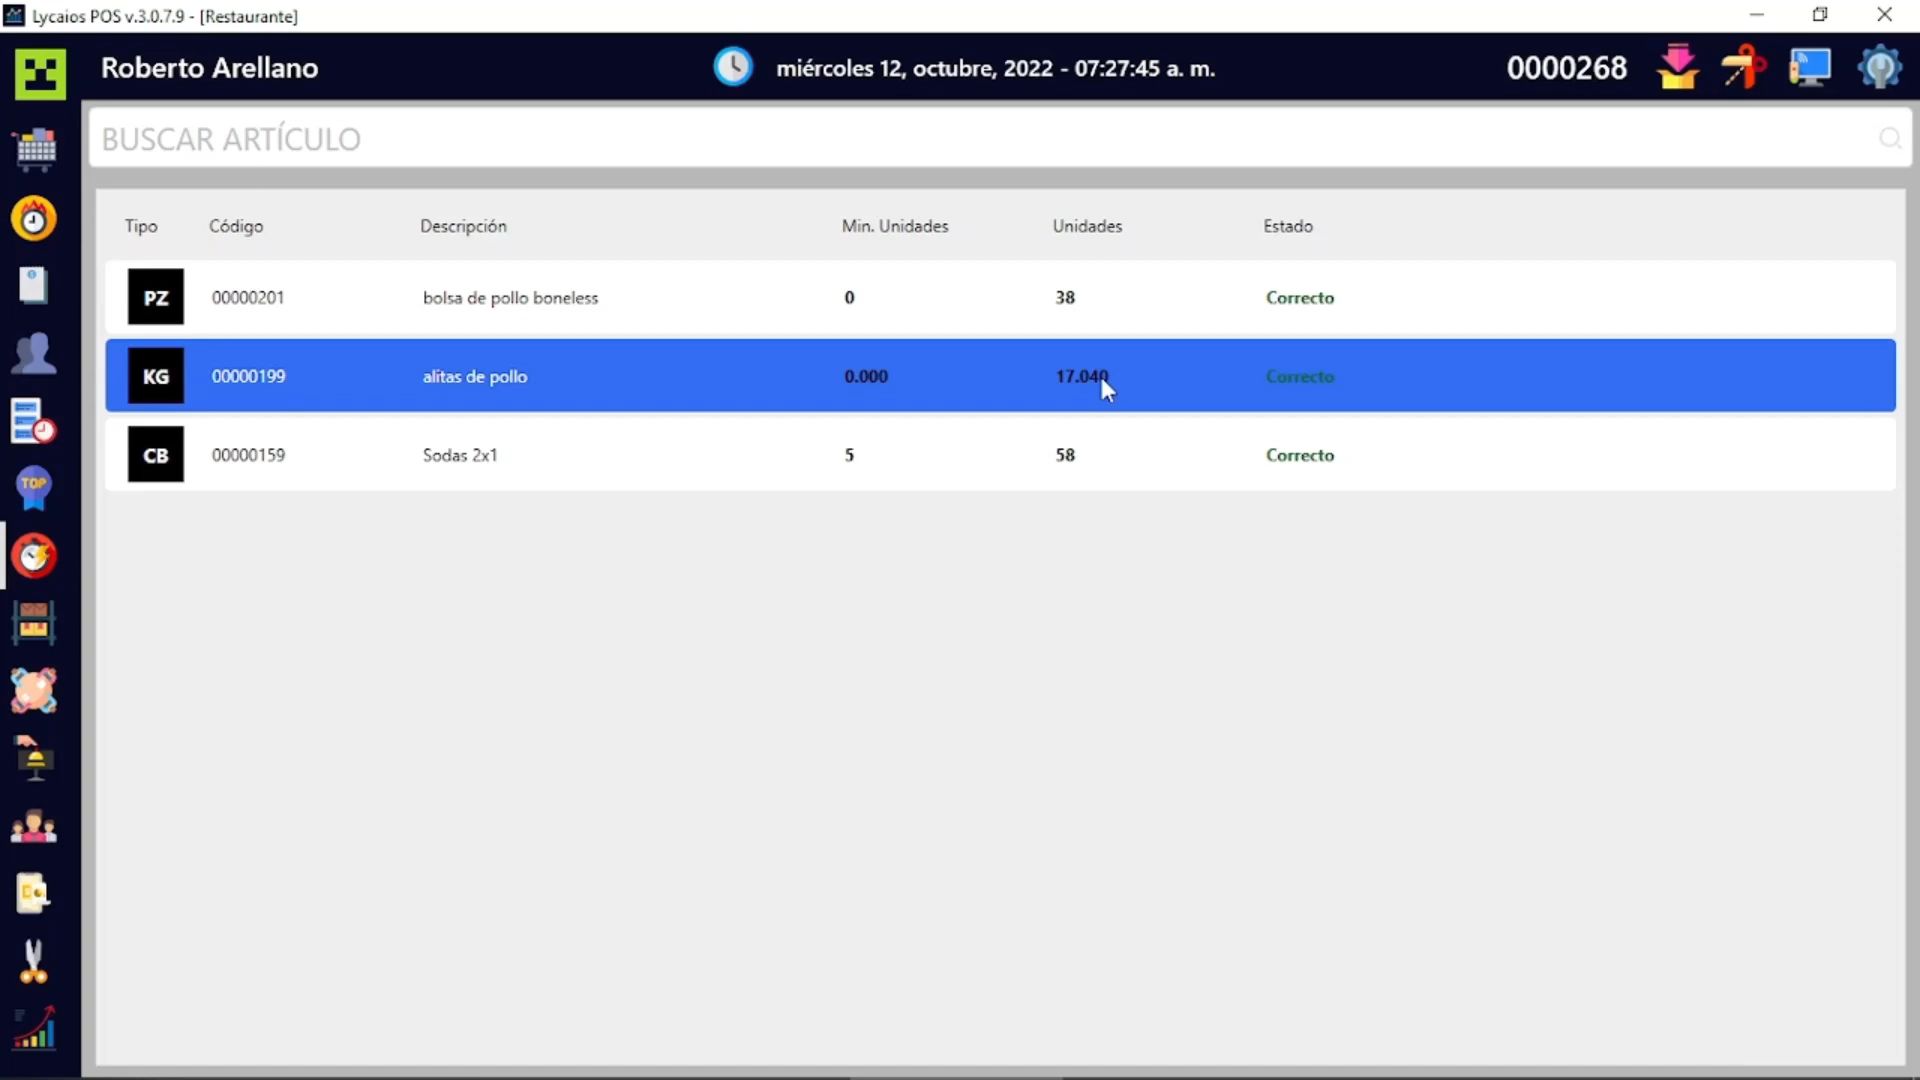 Lycaios POS v.3.0.7.9 - [Restaurante]
Roberto Arellano
miércoles 12, octubre, 2022 - 07:27:45 a. m.
0000268
BUSCAR ARTÍCULO
Tipo Código Descripción Min. Unidades Unidades Estado
PZ 00000201 bolsa de pollo boneless 0 38 Correcto
KG 00000199 alitas de pollo 0.000 17.040 Correcto
CB 00000159 Sodas 2x1 5 58 Correcto
TOP